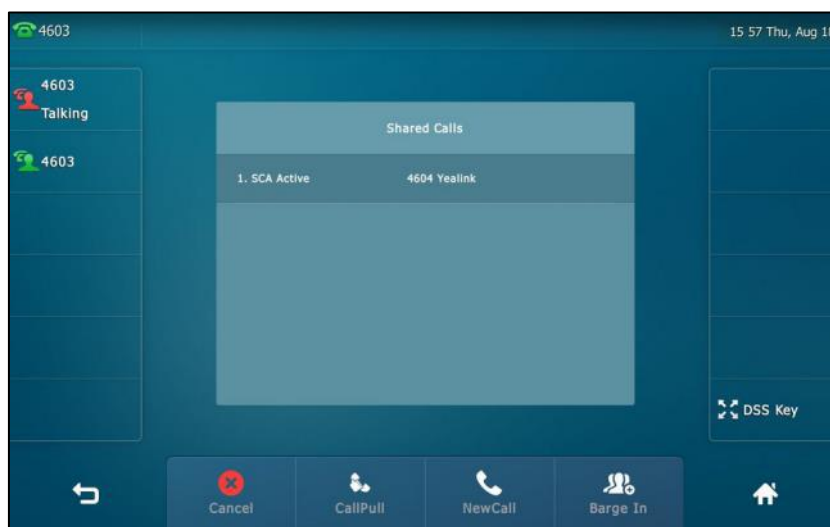 4603
15 57 Thu, Aug
4603
Talking
4603
Shared Calls
1. SCA Active 4604 Yealink
DSS Key
Cancel
CallPull
NewCall
Barge In